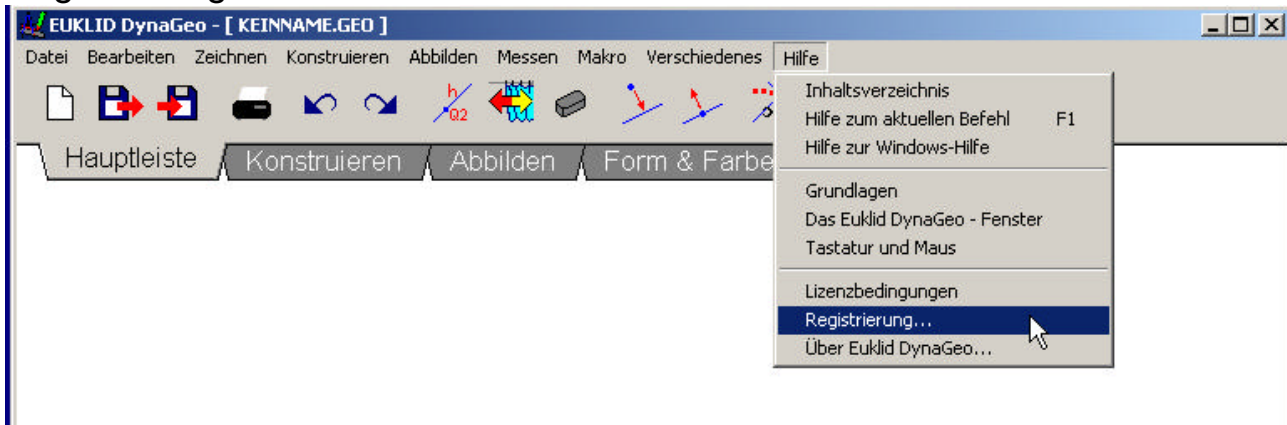 EUKLID DynaGeo - [ KEINNAME.GEO ]
Datei Bearbeiten Zeichnen Konstruieren Abbilden Messen Makro Verschiedenes Hilfe
h
Q2
Inhaltsverzeichnis
Hilfe zum aktuellen Befehl F1
Hilfe zur Windows-Hilfe
Hauptleiste Konstruieren Abbilden Form & Farbe
Grundlagen
Das Euklid DynaGeo - Fenster
Tastatur und Maus
Lizenzbedingungen
Registrierung...
Über Euklid DynaGeo...